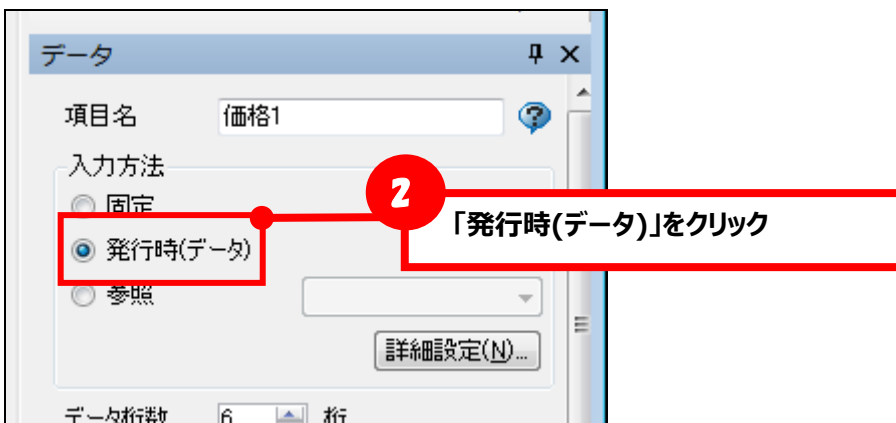 データ
項目名 価格1
入力方法
固定
2
「発行時(データ)」をクリック
発行時(データ)
参照
詳細設定(N)...
データ桁数 6 桁